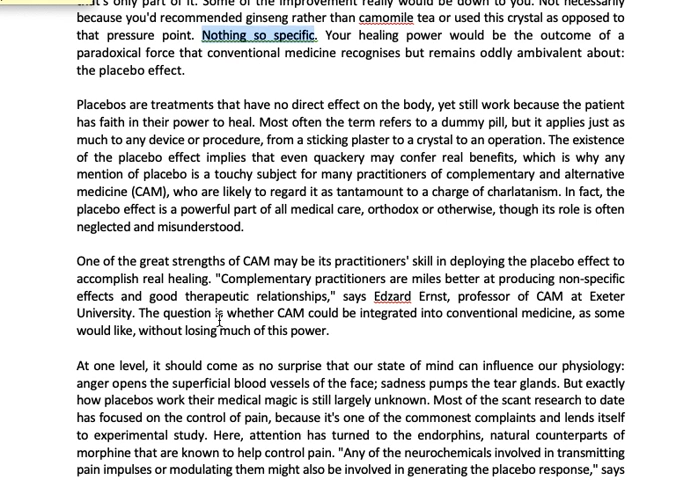 that's only part of it. Some of the improvement really would be down to you. Not necessarily
because you'd recommended ginseng rather than camomile tea or used this crystal as opposed to
that pressure point. Nothing so specific. Your healing power would be the outcome of a
paradoxical force that conventional medicine recognises but remains oddly ambivalent about:
the placebo effect.
Placebos are treatments that have no direct effect on the body, yet still work because the patient
has faith in their power to heal. Most often the term refers to a dummy pill, but it applies just as
much to any device or procedure, from a sticking plaster to a crystal to an operation. The existence
of the placebo effect implies that even quackery may confer real benefits, which is why any
mention of placebo is a touchy subject for many practitioners of complementary and alternative
medicine (CAM), who are likely to regard it as tantamount to a charge of charlatanism. In fact, the
placebo effect is a powerful part of all medical care, orthodox or otherwise, though its role is often
neglected and misunderstood.
One of the great strengths of CAM may be its practitioners' skill in deploying the placebo effect to
accomplish real healing. "Complementary practitioners are miles better at producing non-specific
effects and good therapeutic relationships," says Edzard Ernst, professor of CAM at Exeter
University. The question is whether CAM could be integrated into conventional medicine, as some
would like, without losing much of this power.
At one level, it should come as no surprise that our state of mind can influence our physiology:
anger opens the superficial blood vessels of the face; sadness pumps the tear glands. But exactly
how placebos work their medical magic is still largely unknown. Most of the scant research to date
has focused on the control of pain, because it's one of the commonest complaints and lends itself
to experimental study. Here, attention has turned to the endorphins, natural counterparts of
morphine that are known to help control pain. "Any of the neurochemicals involved in transmitting
pain impulses or modulating them might also be involved in generating the placebo response," says